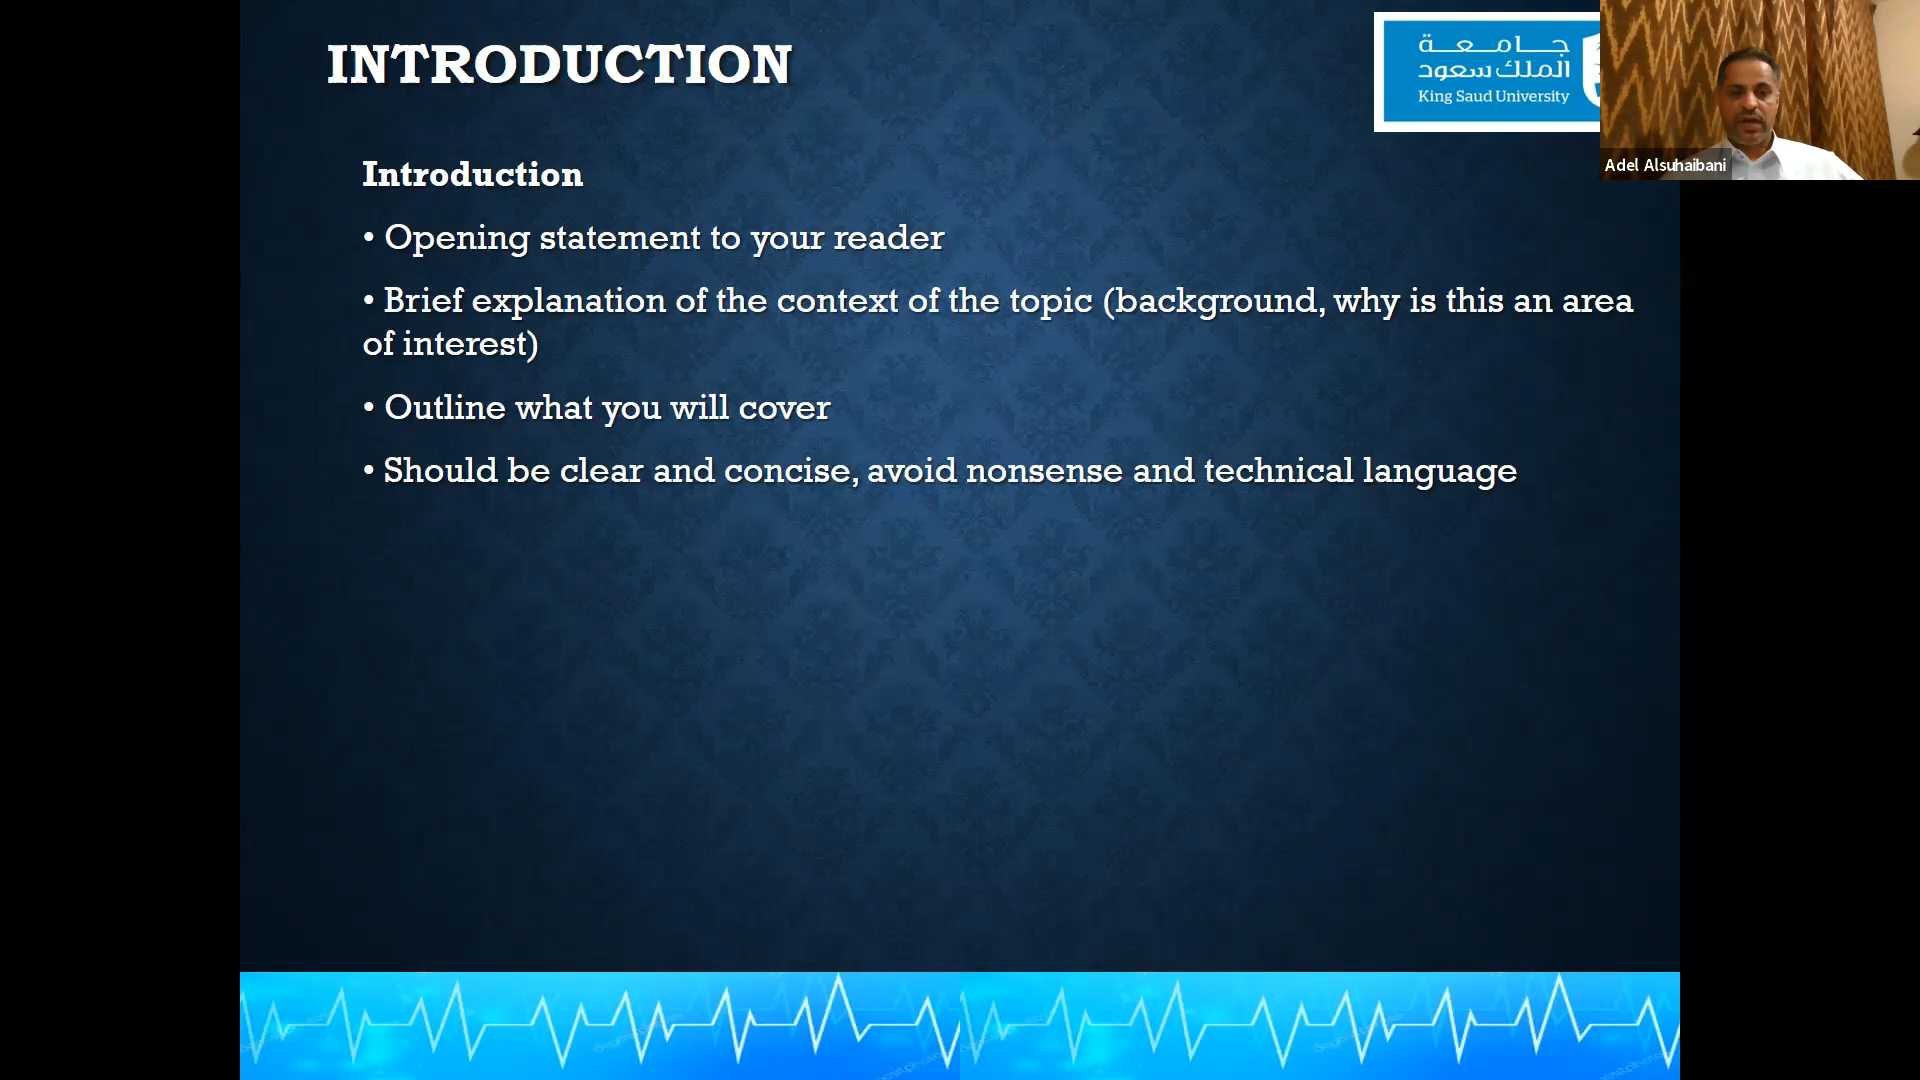 INTRODUCTION
جامعة
الملك سعود
King Saud University
Adel Alsuhaibani
Introduction
• Opening statement to your reader
• Brief explanation of the context of the topic (background, why is this an area
of interest)
• Outline what you will cover
• Should be clear and concise, avoid nonsense and technical language